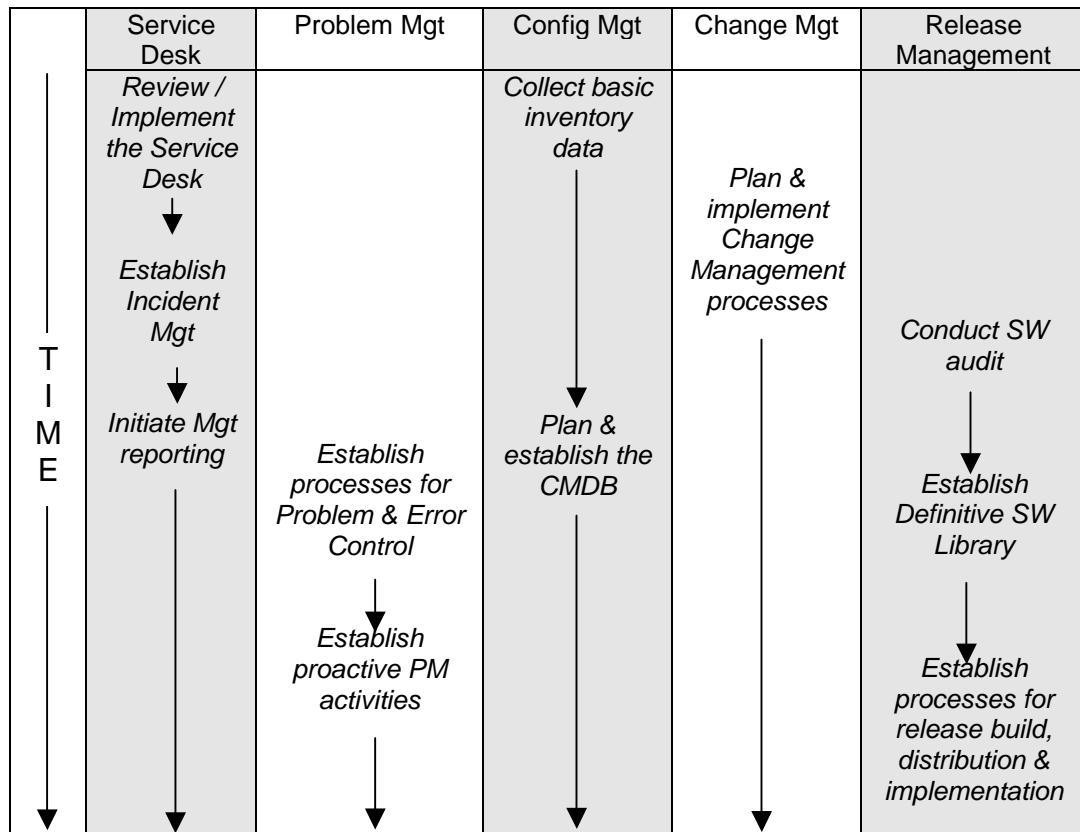 Service
Desk
Problem Mgt
Config Mgt
Change Mgt
Release
Management
T
I
M
E
Review /
Implement
the Service
Desk
Establish
Incident
Mgt
Initiate Mgt
reporting
Establish
processes for
Problem & Error
Control
Establish
proactive PM
activities
Collect basic
inventory
data
Plan &
establish the
CMDB
Plan &
implement
Change
Management
processes
Conduct SW
audit
Establish
Definitive SW
Library
Establish
processes for
release build,
distribution &
implementation